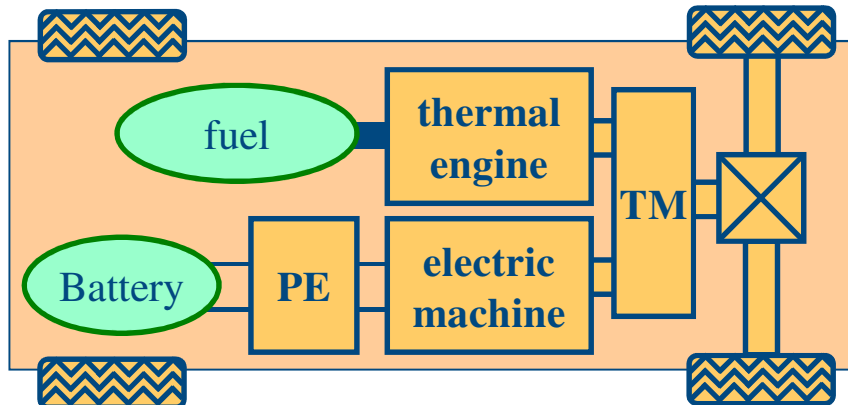 fuel
thermal
engine
TM
Battery
PE
electric
machine